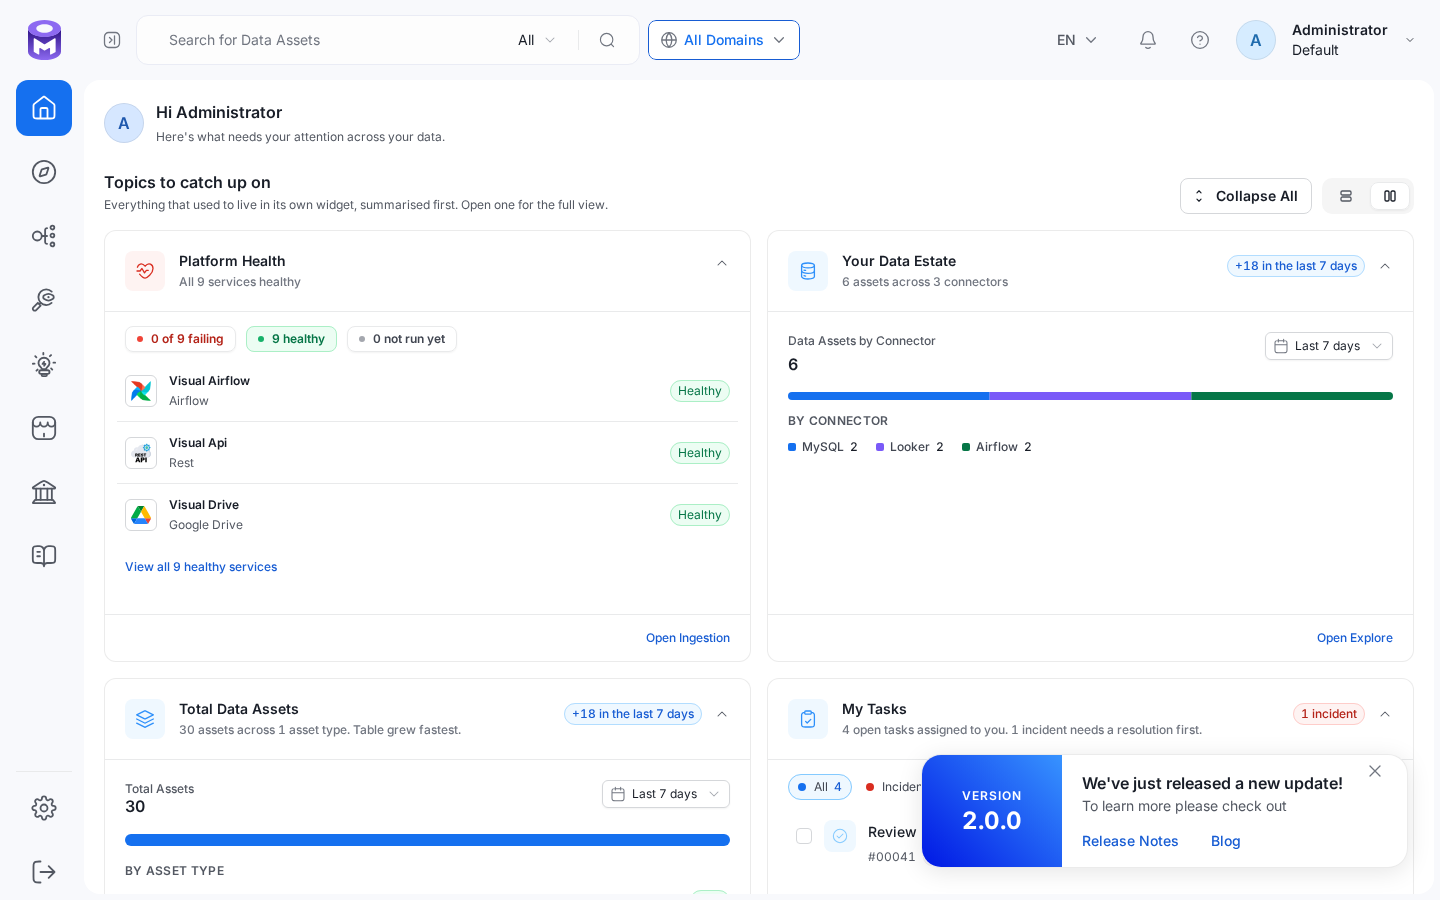 Search for Data Assets
All
All Domains
EN
A
Administrator
Default
A
Hi Administrator
Here's what needs your attention across your data.
Topics to catch up on
Everything that used to live in its own widget, summarised first. Open one for the full view.
Collapse All
Platform Health
All 9 services healthy
0 of 9 failing
9 healthy
0 not run yet
Visual Airflow
Airflow
Healthy
REST
API
Visual Api
Rest
Healthy
Visual Drive
Google Drive
Healthy
View all 9 healthy services
Open Ingestion
Your Data Estate
6 assets across 3 connectors
+18 in the last 7 days
Data Assets by Connector
6
Last 7 days
BY CONNECTOR
MySQL 2
Looker 2
Airflow 2
Open Explore
Total Data Assets
30 assets across 1 asset type. Table grew fastest.
+18 in the last 7 days
Total Assets
30
Last 7 days
BY ASSET TYPE
My Tasks
4 open tasks assigned to you. 1 incident needs a resolution first.
1 incident
All 4
Review
#00041
VERSION
2.0.0
We've just released a new update!
To learn more please check out
Release Notes
Blog